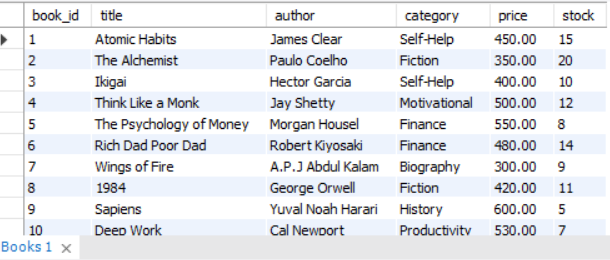 book_id title author category price stock
1 Atomic Habits James Clear Self-Help 450.00 15
2 The Alchemist Paulo Coelho Fiction 350.00 20
3 Ikigai Hector Garcia Self-Help 400.00 10
4 Think Like a Monk Jay Shetty Motivational 500.00 12
5 The Psychology of Money Morgan Housel Finance 550.00 8
6 Rich Dad Poor Dad Robert Kiyosaki Finance 480.00 14
7 Wings of Fire A.P.J Abdul Kalam Biography 300.00 9
8 1984 George Orwell Fiction 420.00 11
9 Sapiens Yuval Noah Harari History 600.00 5
10 Deep Work Cal Newport Productivity 530.00 7
Books 1